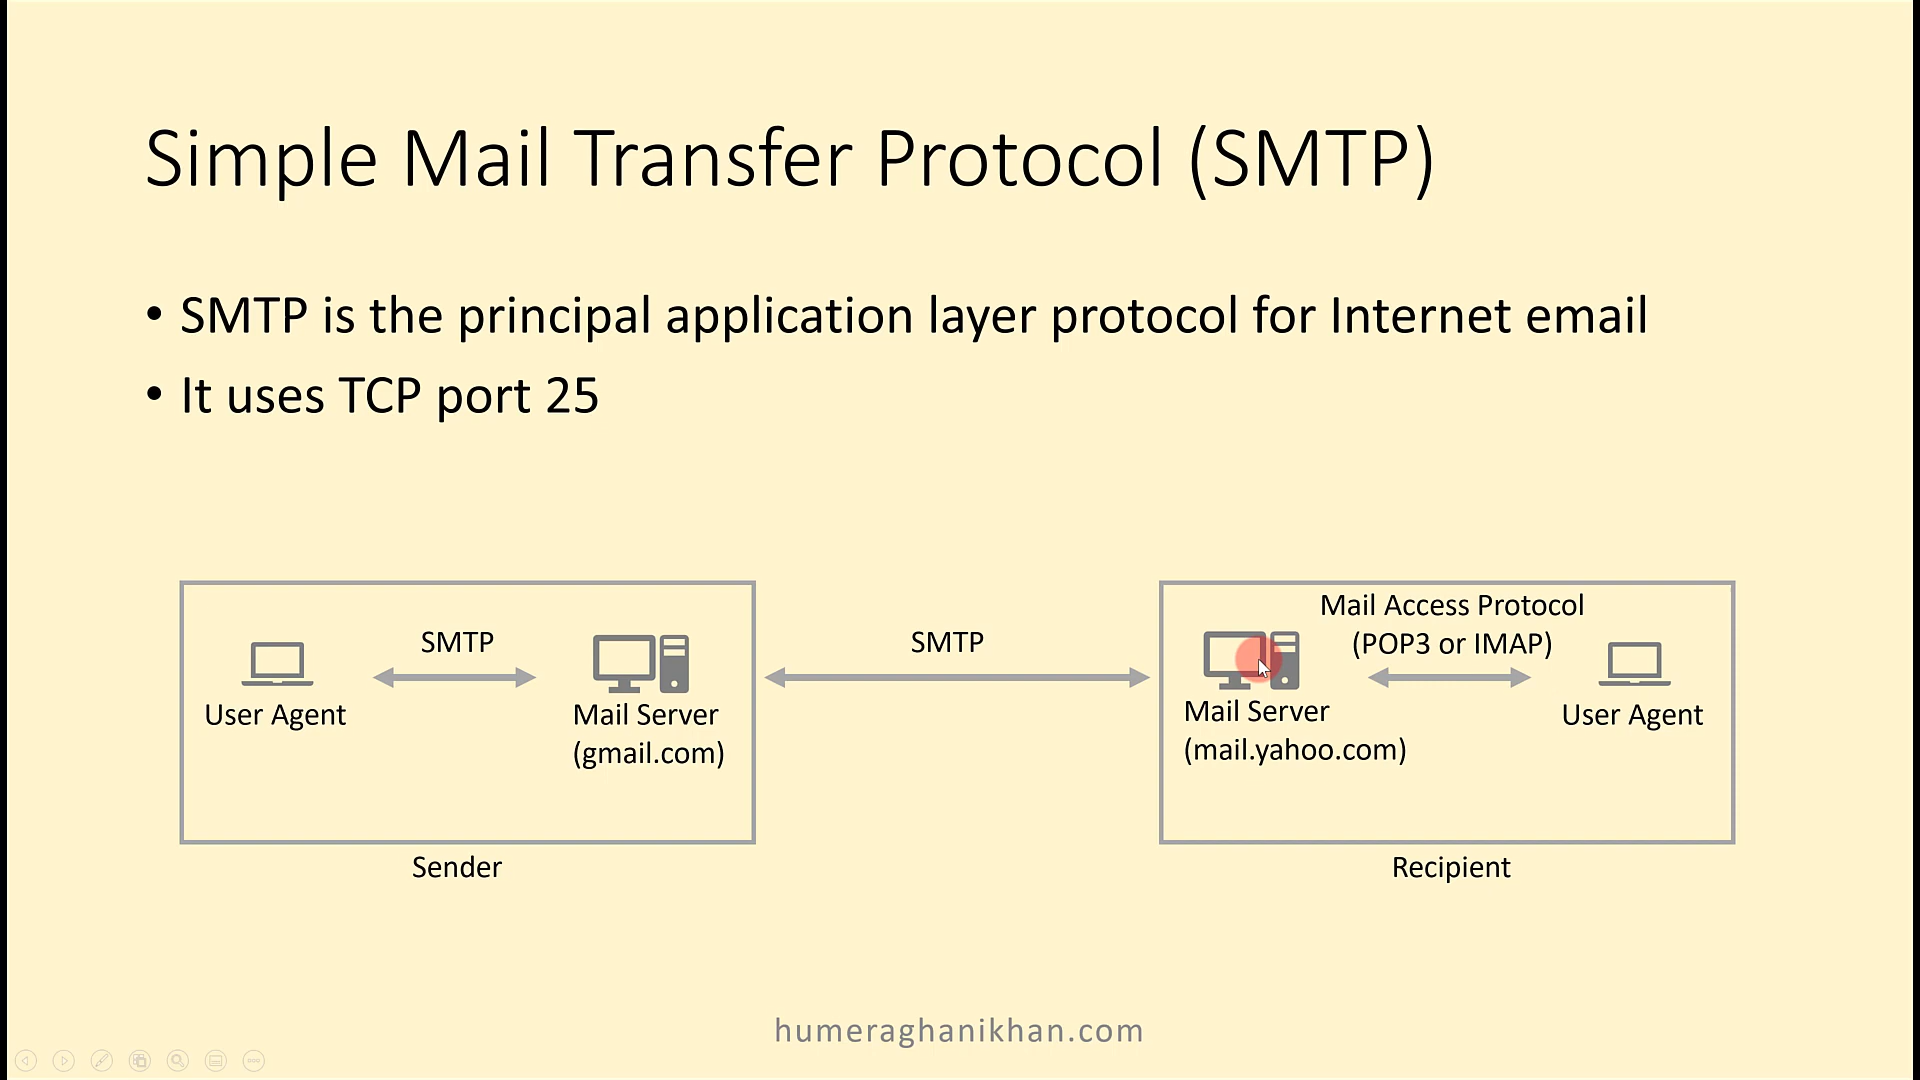 Simple Mail Transfer Protocol (SMTP)
• SMTP is the principal application layer protocol for Internet email
• It uses TCP port 25
SMTP
User Agent
Mail Server
(gmail.com)
Sender
SMTP
Mail Access Protocol
(POP3 or IMAP)
Mail Server
(mail.yahoo.com)
User Agent
Recipient
humeraghanikhan.com